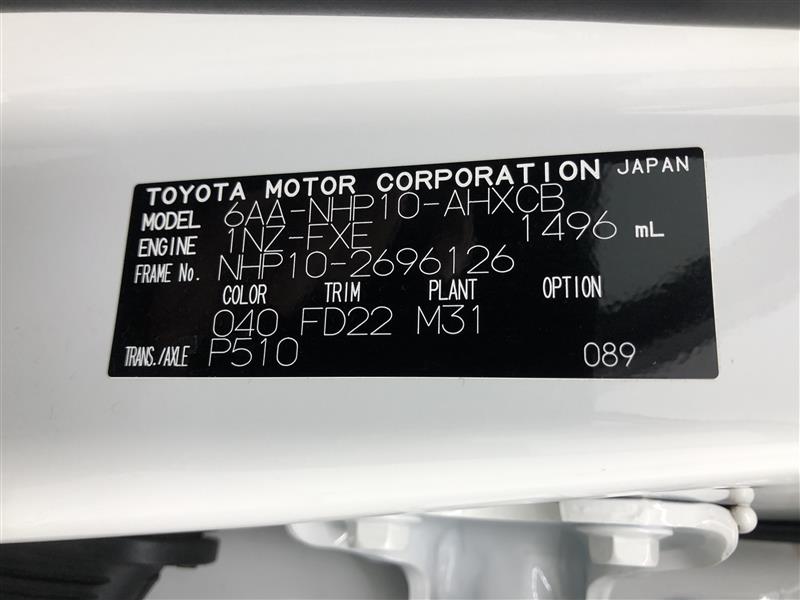 TOYOTA MOTOR CORPORATION JAPAN
MODEL 6AA-NHP10-AHXCB
ENGINE 1NZ-FXE 1496 mL
FRAME No. NHP10-2696126
COLOR TRIM PLANT OPTION
040 FD22 M31
TRANS./AXLE P510 089